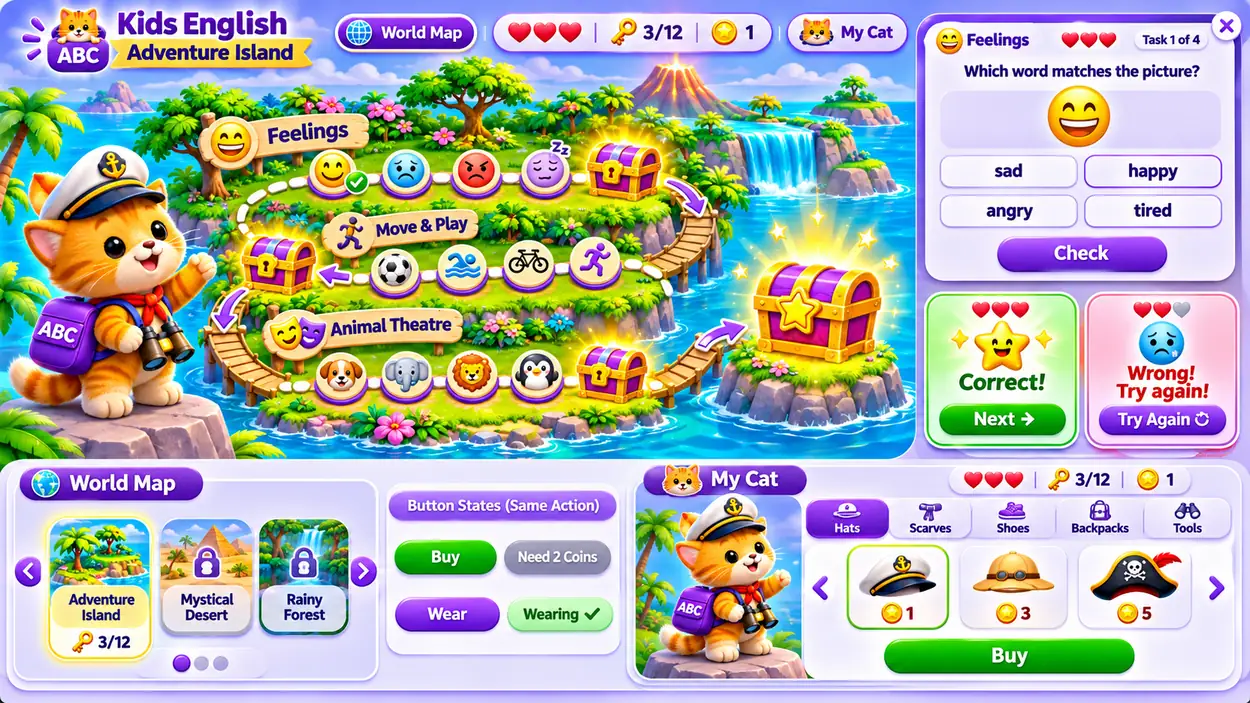 Kids English
Adventure Island
ABC
World Map
3/12
1
My Cat
Feelings
Zz
Move & Play
Animal Theatre
ABC
Feelings
Task 1 of 4
Which word matches the picture?
sad
happy
angry
tired
Check
Correct!
Next →
Wrong!
Try again!
Try Again
World Map
Adventure
Island
3/12
Mystical
Desert
Rainy
Forest
Button States (Same Action)
Buy
Need 2 Coins
Wear
Wearing ✓
My Cat
3/12
1
ABC
Hats
Scarves
Shoes
Backpacks
Tools
1
3
5
Buy